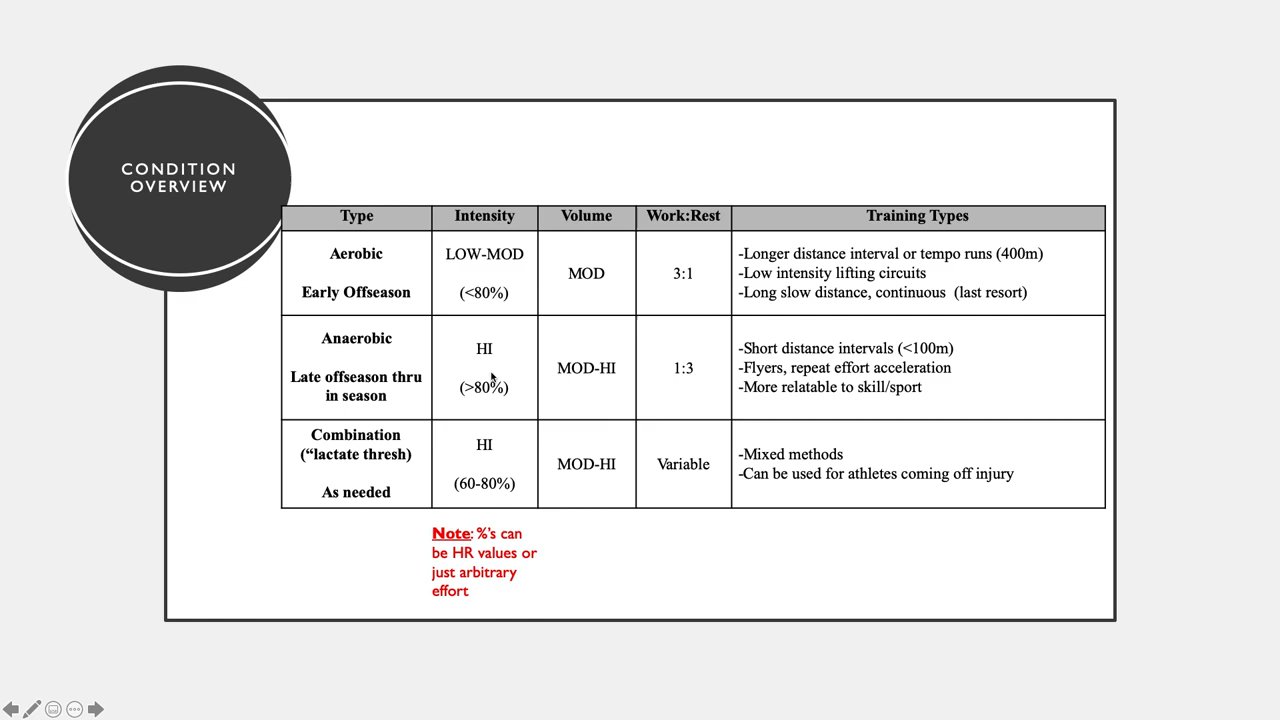 CONDITION
OVERVIEW
Type Intensity Volume Work:Rest Training Types
Aerobic
Early Offseason
LOW-MOD
(<80%)
MOD
3:1
-Longer distance interval or tempo runs (400m)
-Low intensity lifting circuits
-Long slow distance, continuous (last resort)
Anaerobic
Late offseason thru
in season
HI
(>80%)
MOD-HI
1:3
-Short distance intervals (<100m)
-Flyers, repeat effort acceleration
-More relatable to skill/sport
Combination
(“lactate thresh)
As needed
HI
(60-80%)
MOD-HI
Variable
-Mixed methods
-Can be used for athletes coming off injury
Note: %’s can
be HR values or
just arbitrary
effort